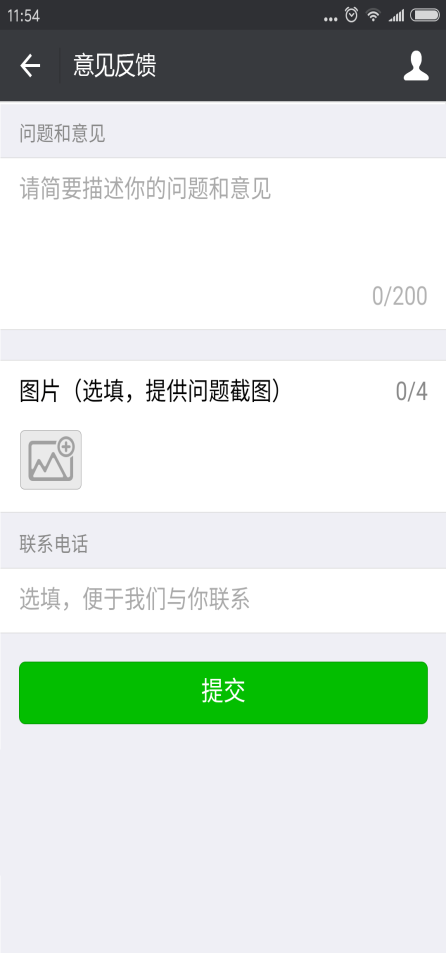 11:54
意见反馈
问题和意见
请简要描述你的问题和意见
0/200
图片（选填，提供问题截图） 0/4
联系电话
选填，便于我们与你联系
提交